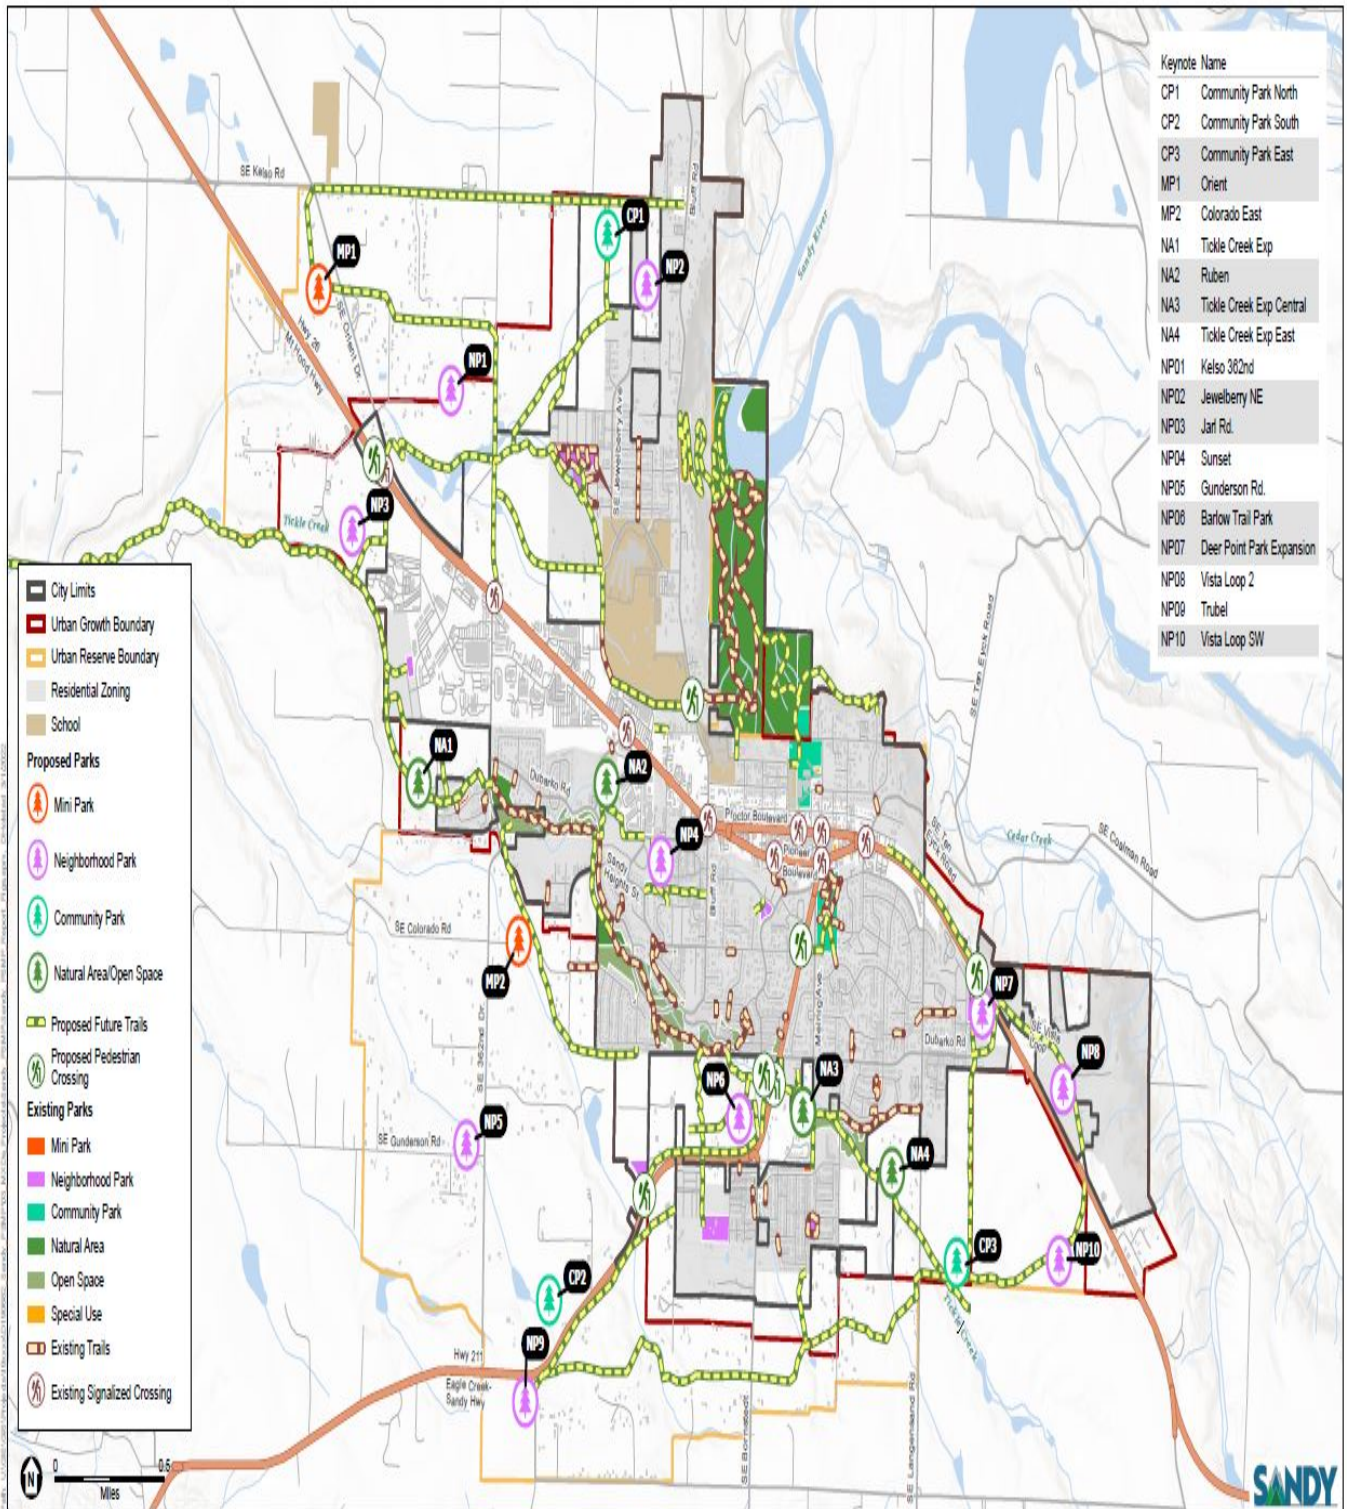 Keynote Name
CP1 Community Park North
CP2 Community Park South
CP3 Community Park East
MP1 Orient
MP2 Colorado East
NA1 Tickle Creek Exp
NA2 Ruben
NA3 Tickle Creek Exp Central
NA4 Tickle Creek Exp East
NP01 Kelso 362nd
NP02 Jewelberry NE
NP03 Jarl Rd.
NP04 Sunset
NP05 Gunderson Rd.
NP06 Barlow Trail Park
NP07 Deer Point Park Expansion
NP08 Vista Loop 2
NP09 Trubel
NP10 Vista Loop SW
SE Kelso Rd
Bluff Rd
CP1
NP2
Sandy River
MP1
SE Orient Dr.
Hwy 26
Mt Hood Hwy
NP1
SE Jewelberry Ave
NP3
Tickle Creek
SE Ten Eyck Road
NA1
NA2
Dubarko Rd
Proctor Boulevard
Pioneer
Boulevard
NP4
Sandy
Heights St
Bluff Rd
SE Ten
Eyck Road
Cedar Creek
SE Coalman Road
SE Colorado Rd
MP2
SE 362nd Dr.
Meinig Ave
NP7
Dubarko Rd
SE Vista
Loop
NP8
NP6
NA3
NP5
SE Gunderson Rd
NA4
CP3
NP10
CP2
Tickle Creek
NP9
Hwy 211
Eagle Creek-
Sandy Hwy
SE Bornstedt
SE Langensand Rd
City Limits
Urban Growth Boundary
Urban Reserve Boundary
Residential Zoning
School
Proposed Parks
Mini Park
Neighborhood Park
Community Park
Natural Area/Open Space
Proposed Future Trails
Proposed Pedestrian
Crossing
Existing Parks
Mini Park
Neighborhood Park
Community Park
Natural Area
Open Space
Special Use
Existing Trails
Existing Signalized Crossing
N
0 0.5
Miles
SANDY